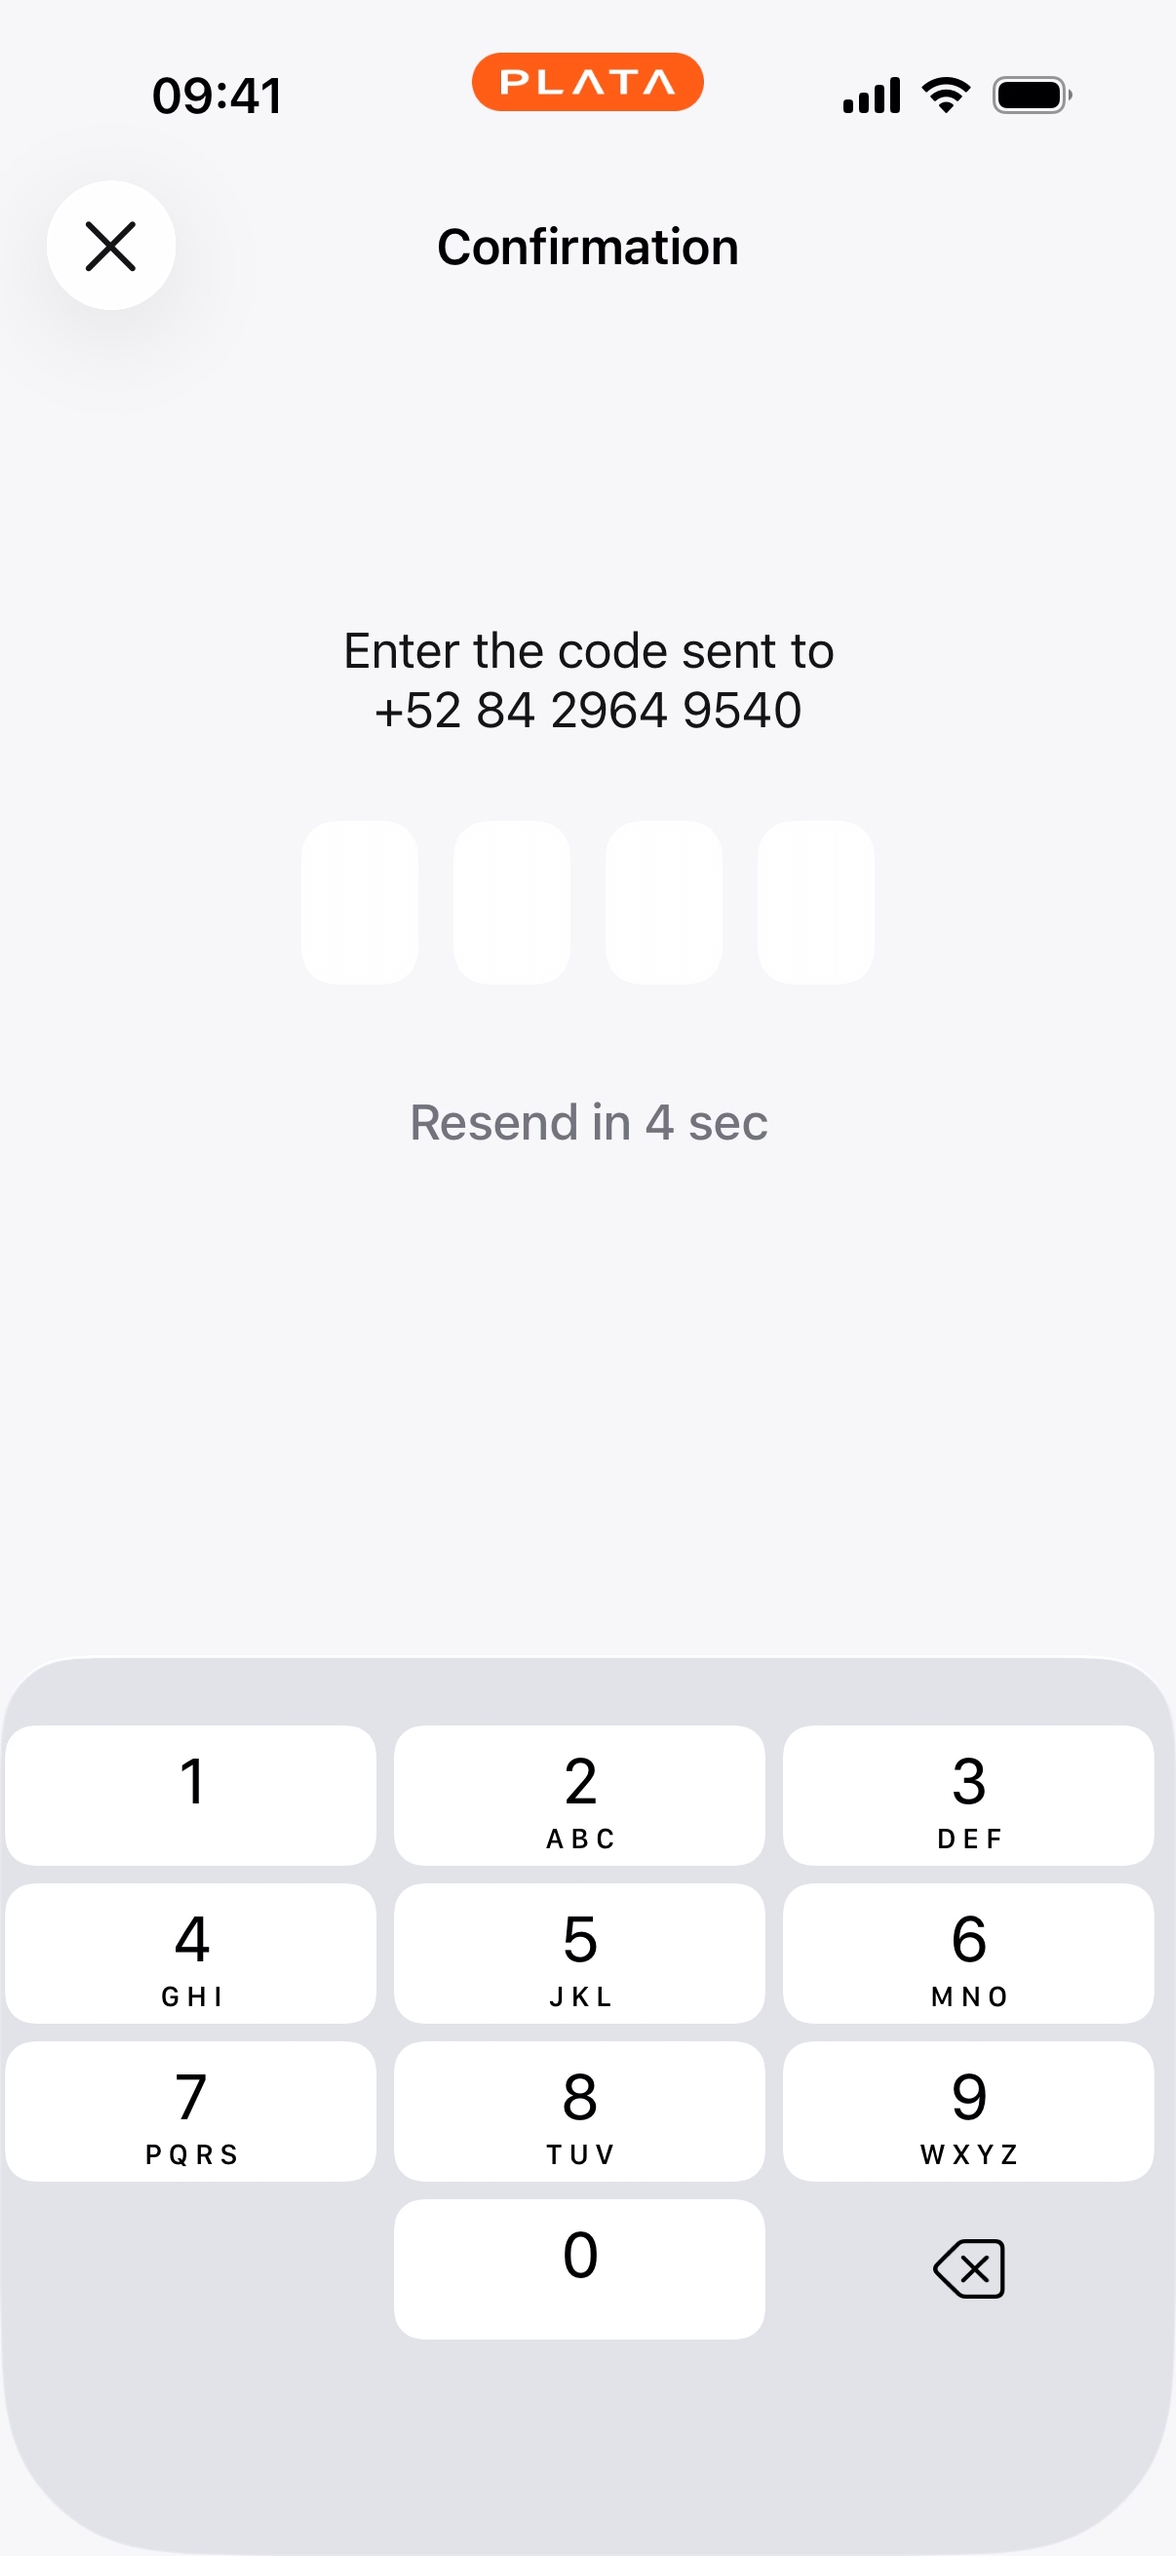 09:41
PLATA
Confirmation
Enter the code sent to
+52 84 2964 9540
Resend in 4 sec
1
2
ABC
3
DEF
4
GHI
5
JKL
6
MNO
7
PQRS
8
TUV
9
WXYZ
0